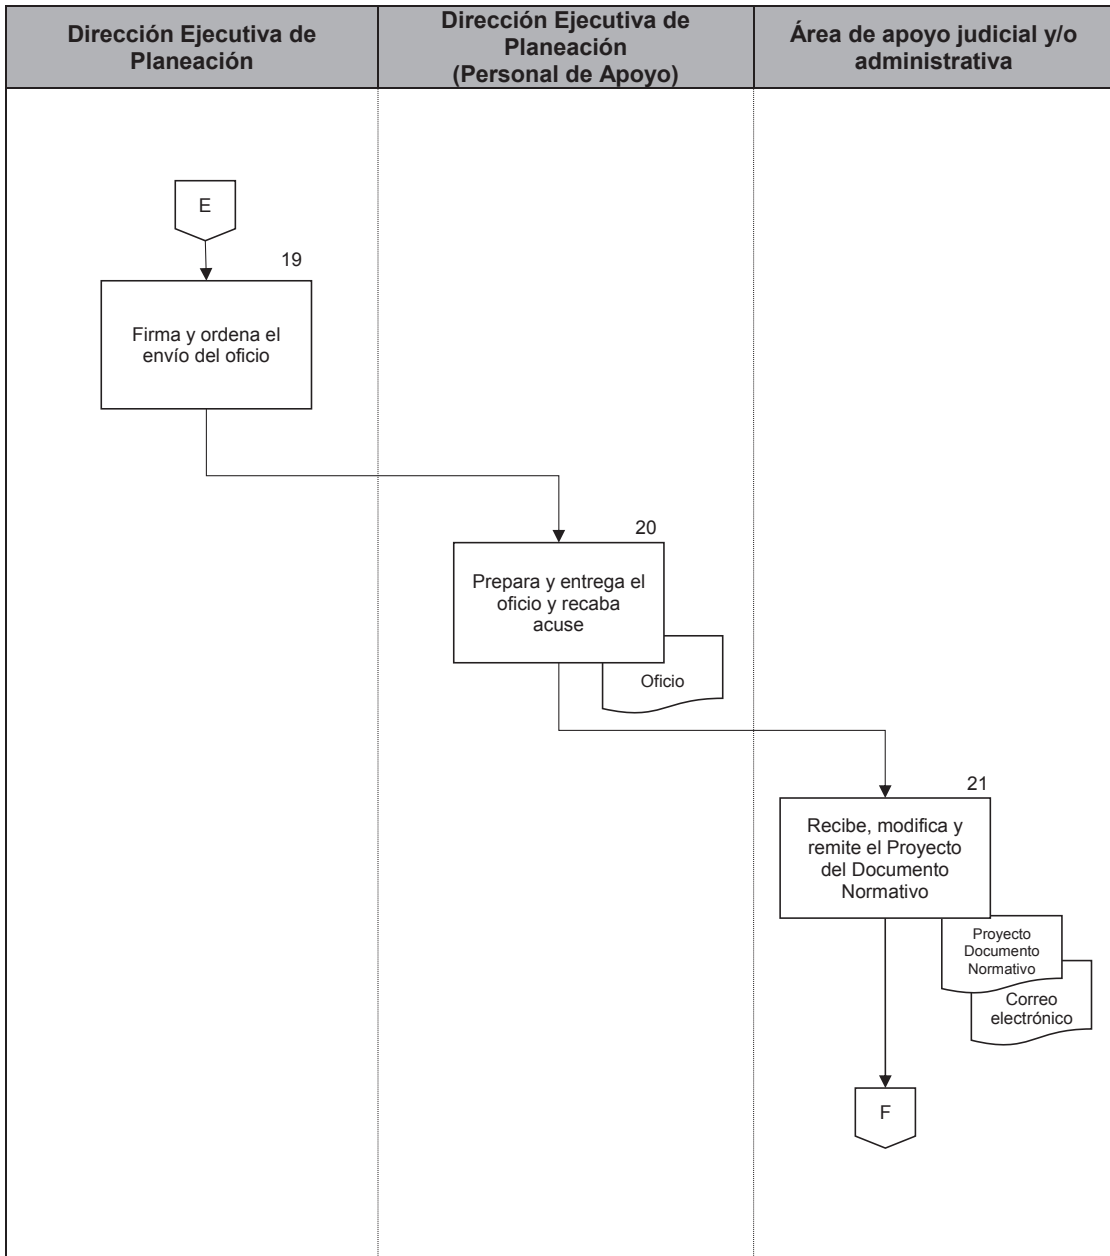 Dirección Ejecutiva de
Planeación
Dirección Ejecutiva de
Planeación
(Personal de Apoyo)
Área de apoyo judicial y/o
administrativa
E
19
Firma y ordena el
envío del oficio
20
Prepara y entrega el
oficio y recaba
acuse
Oficio
21
Recibe, modifica y
remite el Proyecto
del Documento
Normativo
Proyecto
Documento
Normativo
Correo
electrónico
F